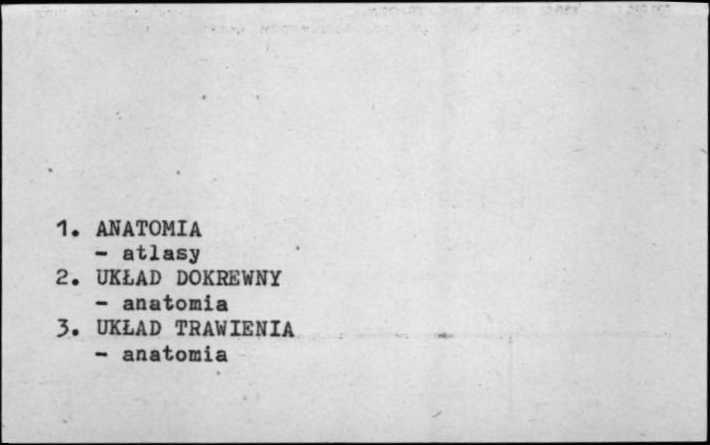 1. ANATOMIA
- atlasy
2. UKŁAD DOKREWNY
- anatomia
3. UKŁAD TRAWIENIA
- anatomia